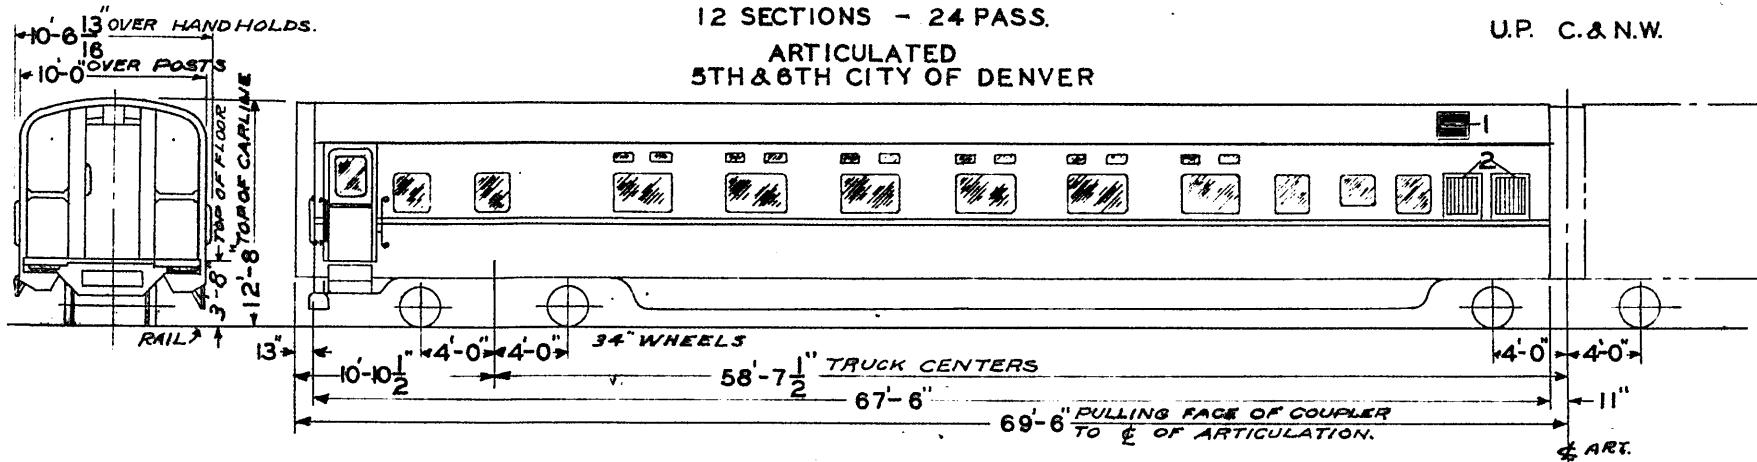 12 SECTIONS - 24 PASS.
ARTICULATED
5TH & 6TH CITY OF DENVER
U.P. C.& N.W.
10'-6 13/16" OVER HANDHOLDS.
10'-0" OVER POSTS
TOP OF FLOOR
3'-8"
TOP OF CARLINE
12'-8"
RAIL
1
2
13"
4'-0" 4'-0"
34" WHEELS
4'-0" 4'-0"
10'-10 1/2"
58'-7 1/2" TRUCK CENTERS
67'-6"
11"
69'-6" PULLING FACE OF COUPLER
TO ℄ OF ARTICULATION.
℄ ART.